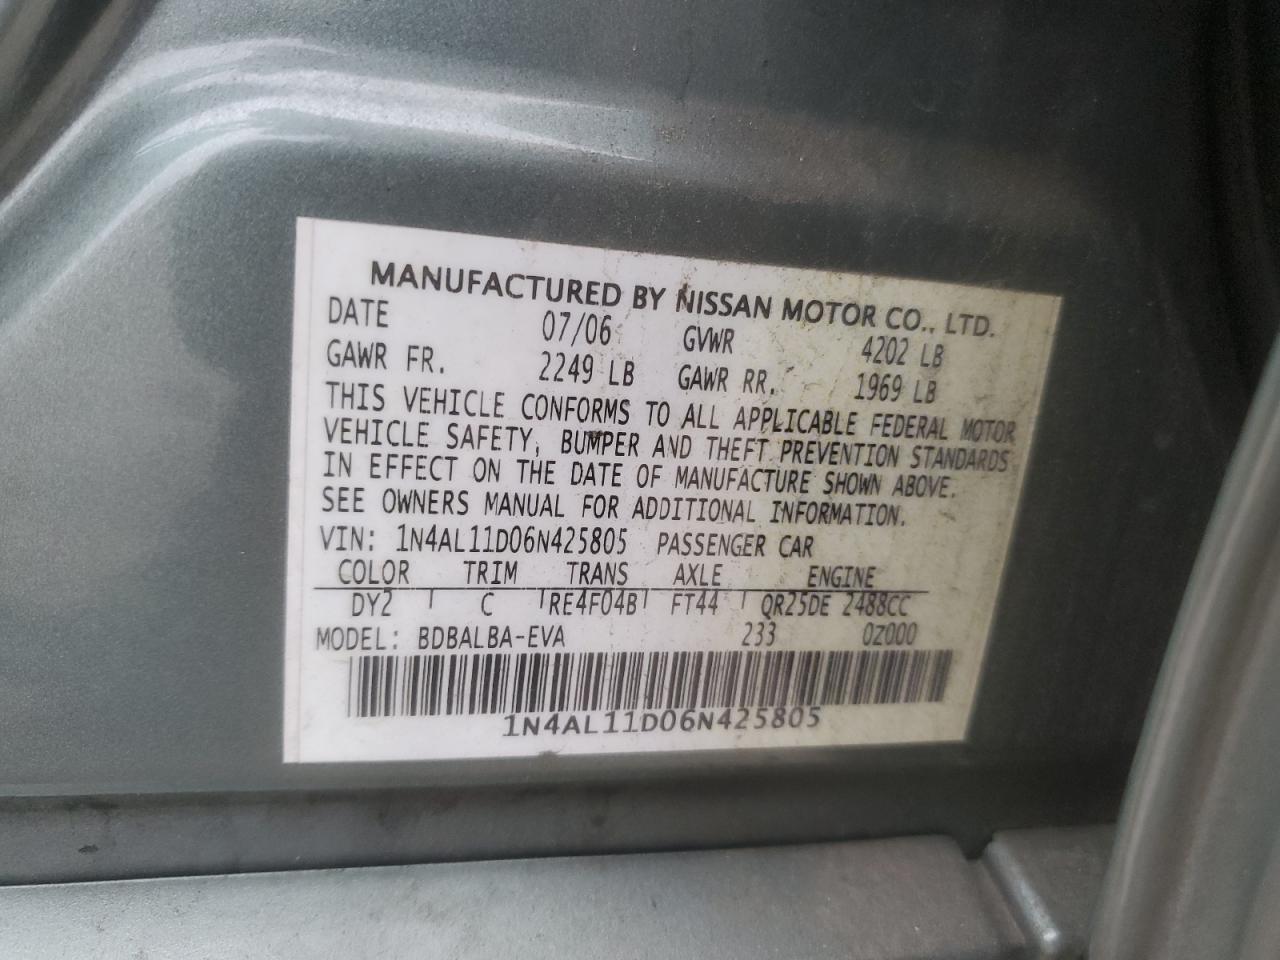 MANUFACTURED BY NISSAN MOTOR CO., LTD.
DATE 07/06 GVWR 4202 LB
GAWR FR. 2249 LB GAWR RR. 1969 LB
THIS VEHICLE CONFORMS TO ALL APPLICABLE FEDERAL MOTOR
VEHICLE SAFETY, BUMPER AND THEFT PREVENTION STANDARDS
IN EFFECT ON THE DATE OF MANUFACTURE SHOWN ABOVE.
SEE OWNERS MANUAL FOR ADDITIONAL INFORMATION.
VIN: 1N4AL11D06N425805 PASSENGER CAR
COLOR TRIM TRANS AXLE ENGINE
DY2 C RE4F04B FT44 QR25DE 2488CC
MODEL: BDBALBA-EVA 233 0Z000
1N4AL11D06N425805